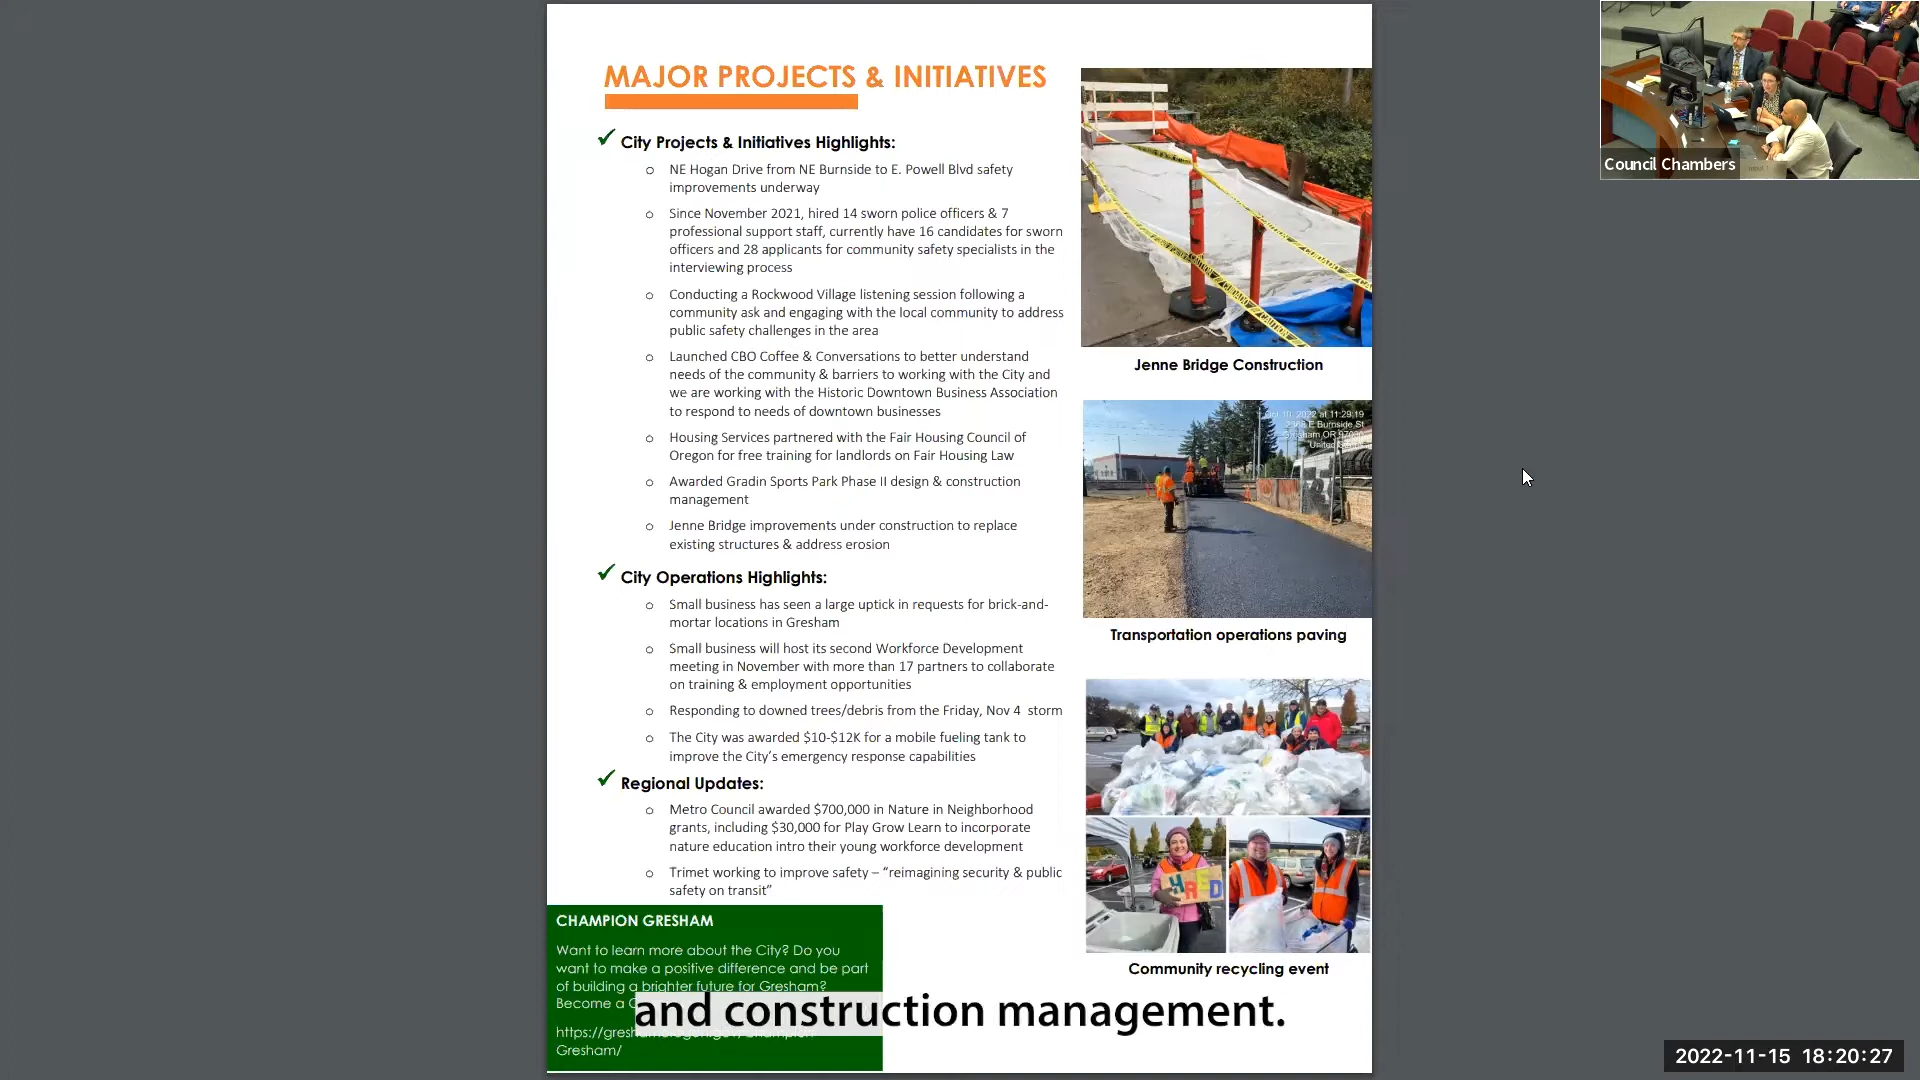 MAJOR PROJECTS & INITIATIVES
City Projects & Initiatives Highlights:
NE Hogan Drive from NE Burnside to E. Powell Blvd safety
improvements underway
Since November 2021, hired 14 sworn police officers & 7
professional support staff, currently have 16 candidates for sworn
officers and 28 applicants for community safety specialists in the
interviewing process
Conducting a Rockwood Village listening session following a
community ask and engaging with the local community to address
public safety challenges in the area
Launched CBO Coffee & Conversations to better understand
needs of the community & barriers to working with the City and
we are working with the Historic Downtown Business Association
to respond to needs of downtown businesses
Housing Services partnered with the Fair Housing Council of
Oregon for free training for landlords on Fair Housing Law
Awarded Gradin Sports Park Phase II design & construction
management
Jenne Bridge improvements under construction to replace
existing structures & address erosion
City Operations Highlights:
Small business has seen a large uptick in requests for brick-and-
mortar locations in Gresham
Small business will host its second Workforce Development
meeting in November with more than 17 partners to collaborate
on training & employment opportunities
Responding to downed trees/debris from the Friday, Nov 4 storm
The City was awarded $10-$12K for a mobile fueling tank to
improve the City's emergency response capabilities
Regional Updates:
Metro Council awarded $700,000 in Nature in Neighborhood
grants, including $30,000 for Play Grow Learn to incorporate
nature education intro their young workforce development
Trimet working to improve safety – "reimagining security & public
safety on transit"
CHAMPION GRESHAM
Want to learn more about the City? Do you
want to make a positive difference and be part
of building a brighter future for Gresham?
Become a
Gresham/
CAUTION
CUIDADO
Jenne Bridge Construction
Oct 10, 2022 at 11:29:19
E Burnside St
Gresham OR
Transportation operations paving
Community recycling event
and construction management.
Council Chambers
2022-11-15 18:20:27